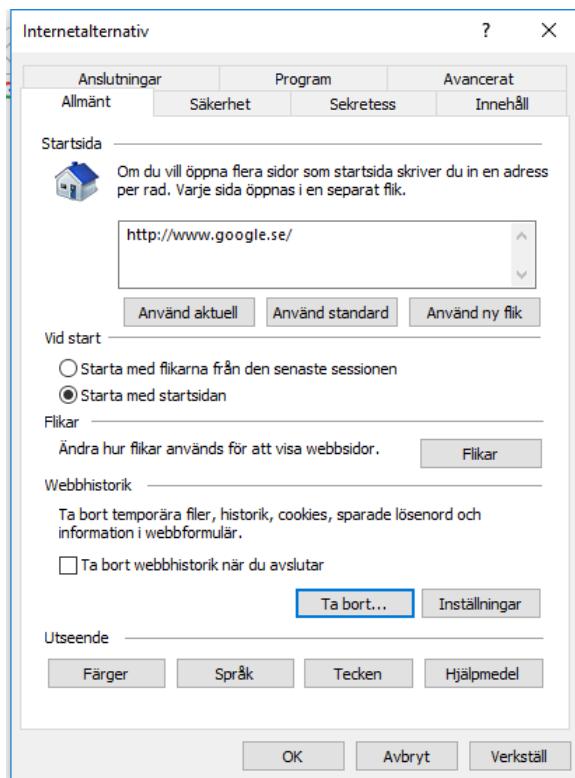 Internetalternativ
?
Anslutningar Program Avancerat
Allmänt Säkerhet Sekretess Innehåll
Startsida
Om du vill öppna flera sidor som startsida skriver du in en adress
per rad. Varje sida öppnas i en separat flik.
http://www.google.se/
Använd aktuell Använd standard Använd ny flik
Vid start
Starta med flikarna från den senaste sessionen
Starta med startsidan
Flikar
Ändra hur flikar används för att visa webbsidor. Flikar
Webbhistorik
Ta bort temporära filer, historik, cookies, sparade lösenord och
information i webbformulär.
Ta bort webbhistorik när du avslutar
Ta bort... Inställningar
Utseende
Färger Språk Tecken Hjälpmedel
OK Avbryt Verkställ